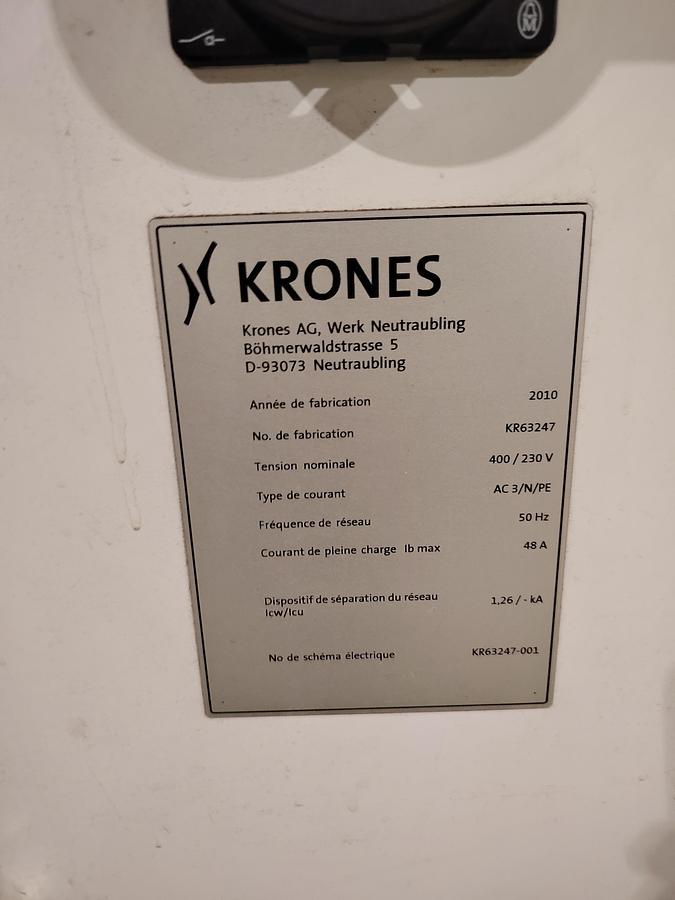 KRONES
Krones AG, Werk Neutraubling
Böhmerwaldstrasse 5
D-93073 Neutraubling
Année de fabrication 2010
No. de fabrication KR63247
Tension nominale 400 / 230 V
Type de courant AC 3/N/PE
Fréquence de réseau 50 Hz
Courant de pleine charge Ib max 48 A
Dispositif de séparation du réseau 1,26 / - kA
Icw/Icu
No de schéma électrique KR63247-001